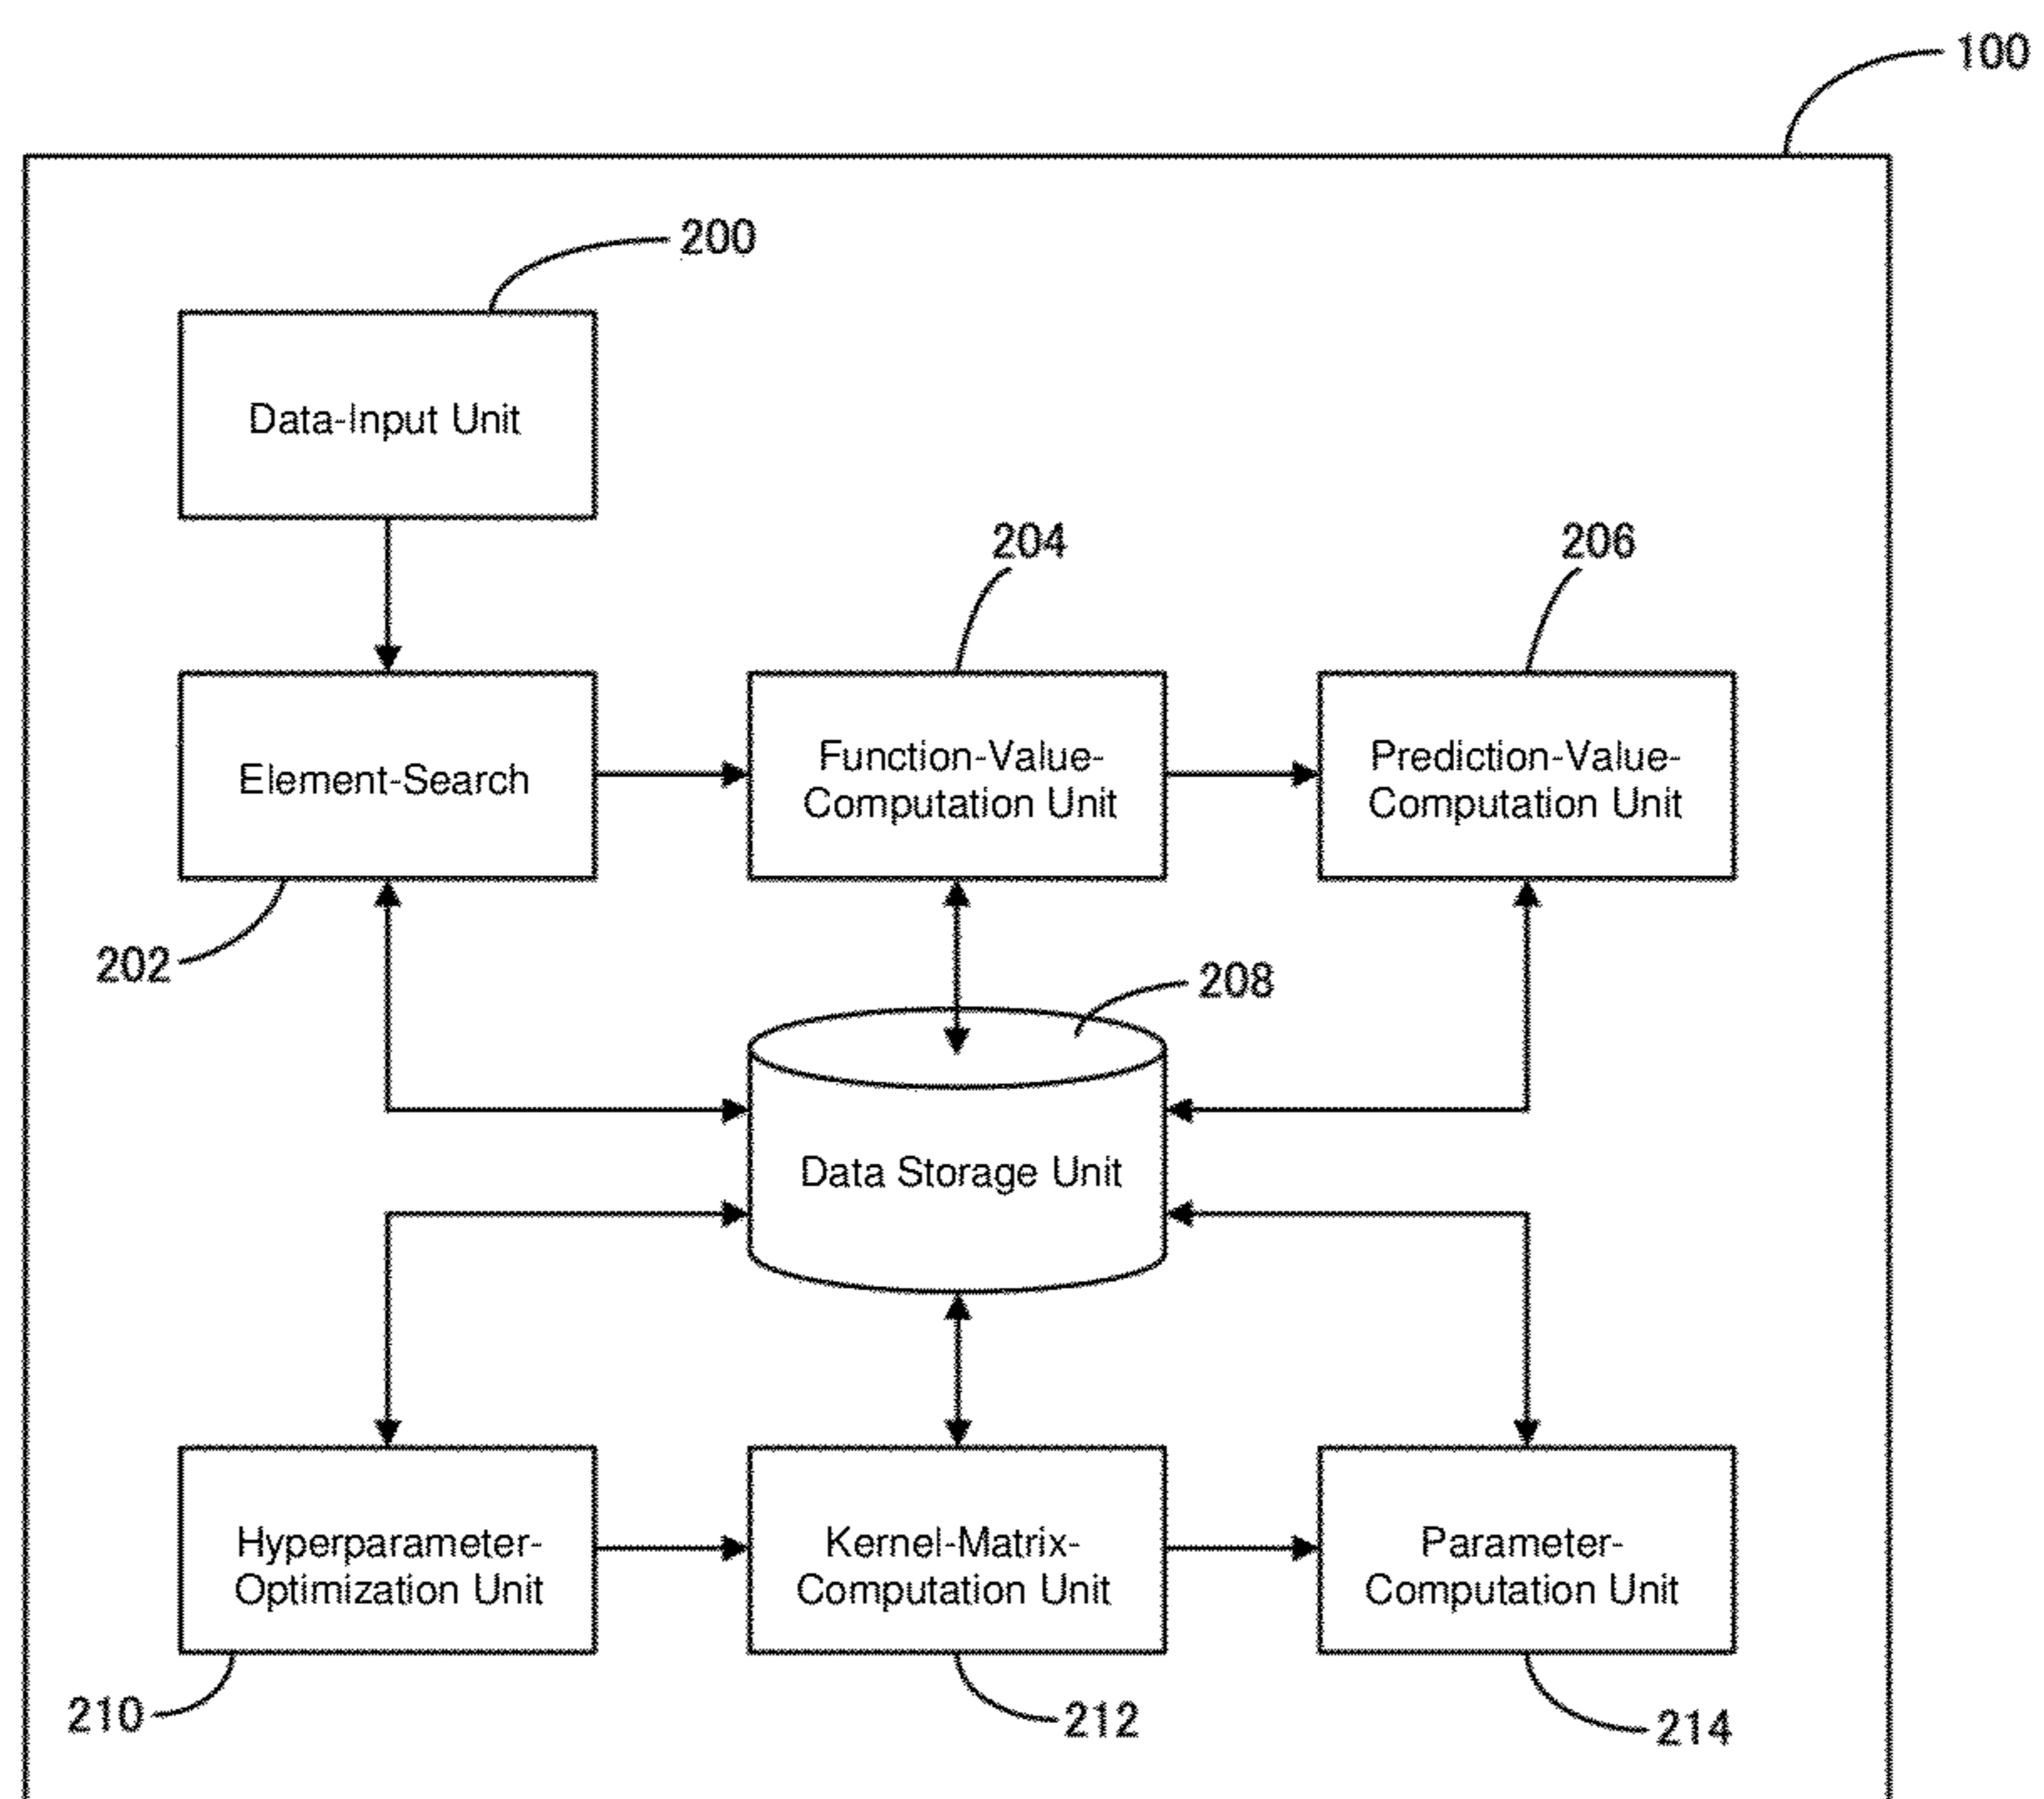 100
200
Data-Input Unit
204
206
Element-Search
Function-Value-
Computation Unit
Prediction-Value-
Computation Unit
202
208
Data Storage Unit
Hyperparameter-
Optimization Unit
Kernel-Matrix-
Computation Unit
Parameter-
Computation Unit
210
212
214